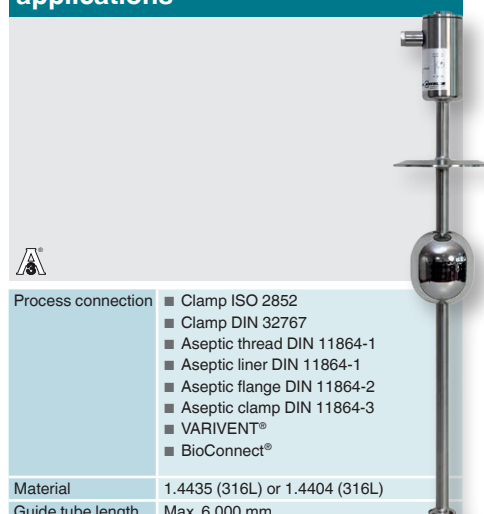 applications
Process connection
■ Clamp ISO 2852
■ Clamp DIN 32767
■ Aseptic thread DIN 11864-1
■ Aseptic liner DIN 11864-1
■ Aseptic flange DIN 11864-2
■ Aseptic clamp DIN 11864-3
■ VARIVENT®
■ BioConnect®
Material 1.4435 (316L) or 1.4404 (316L)
Guide tube length Max. 6,000 mm